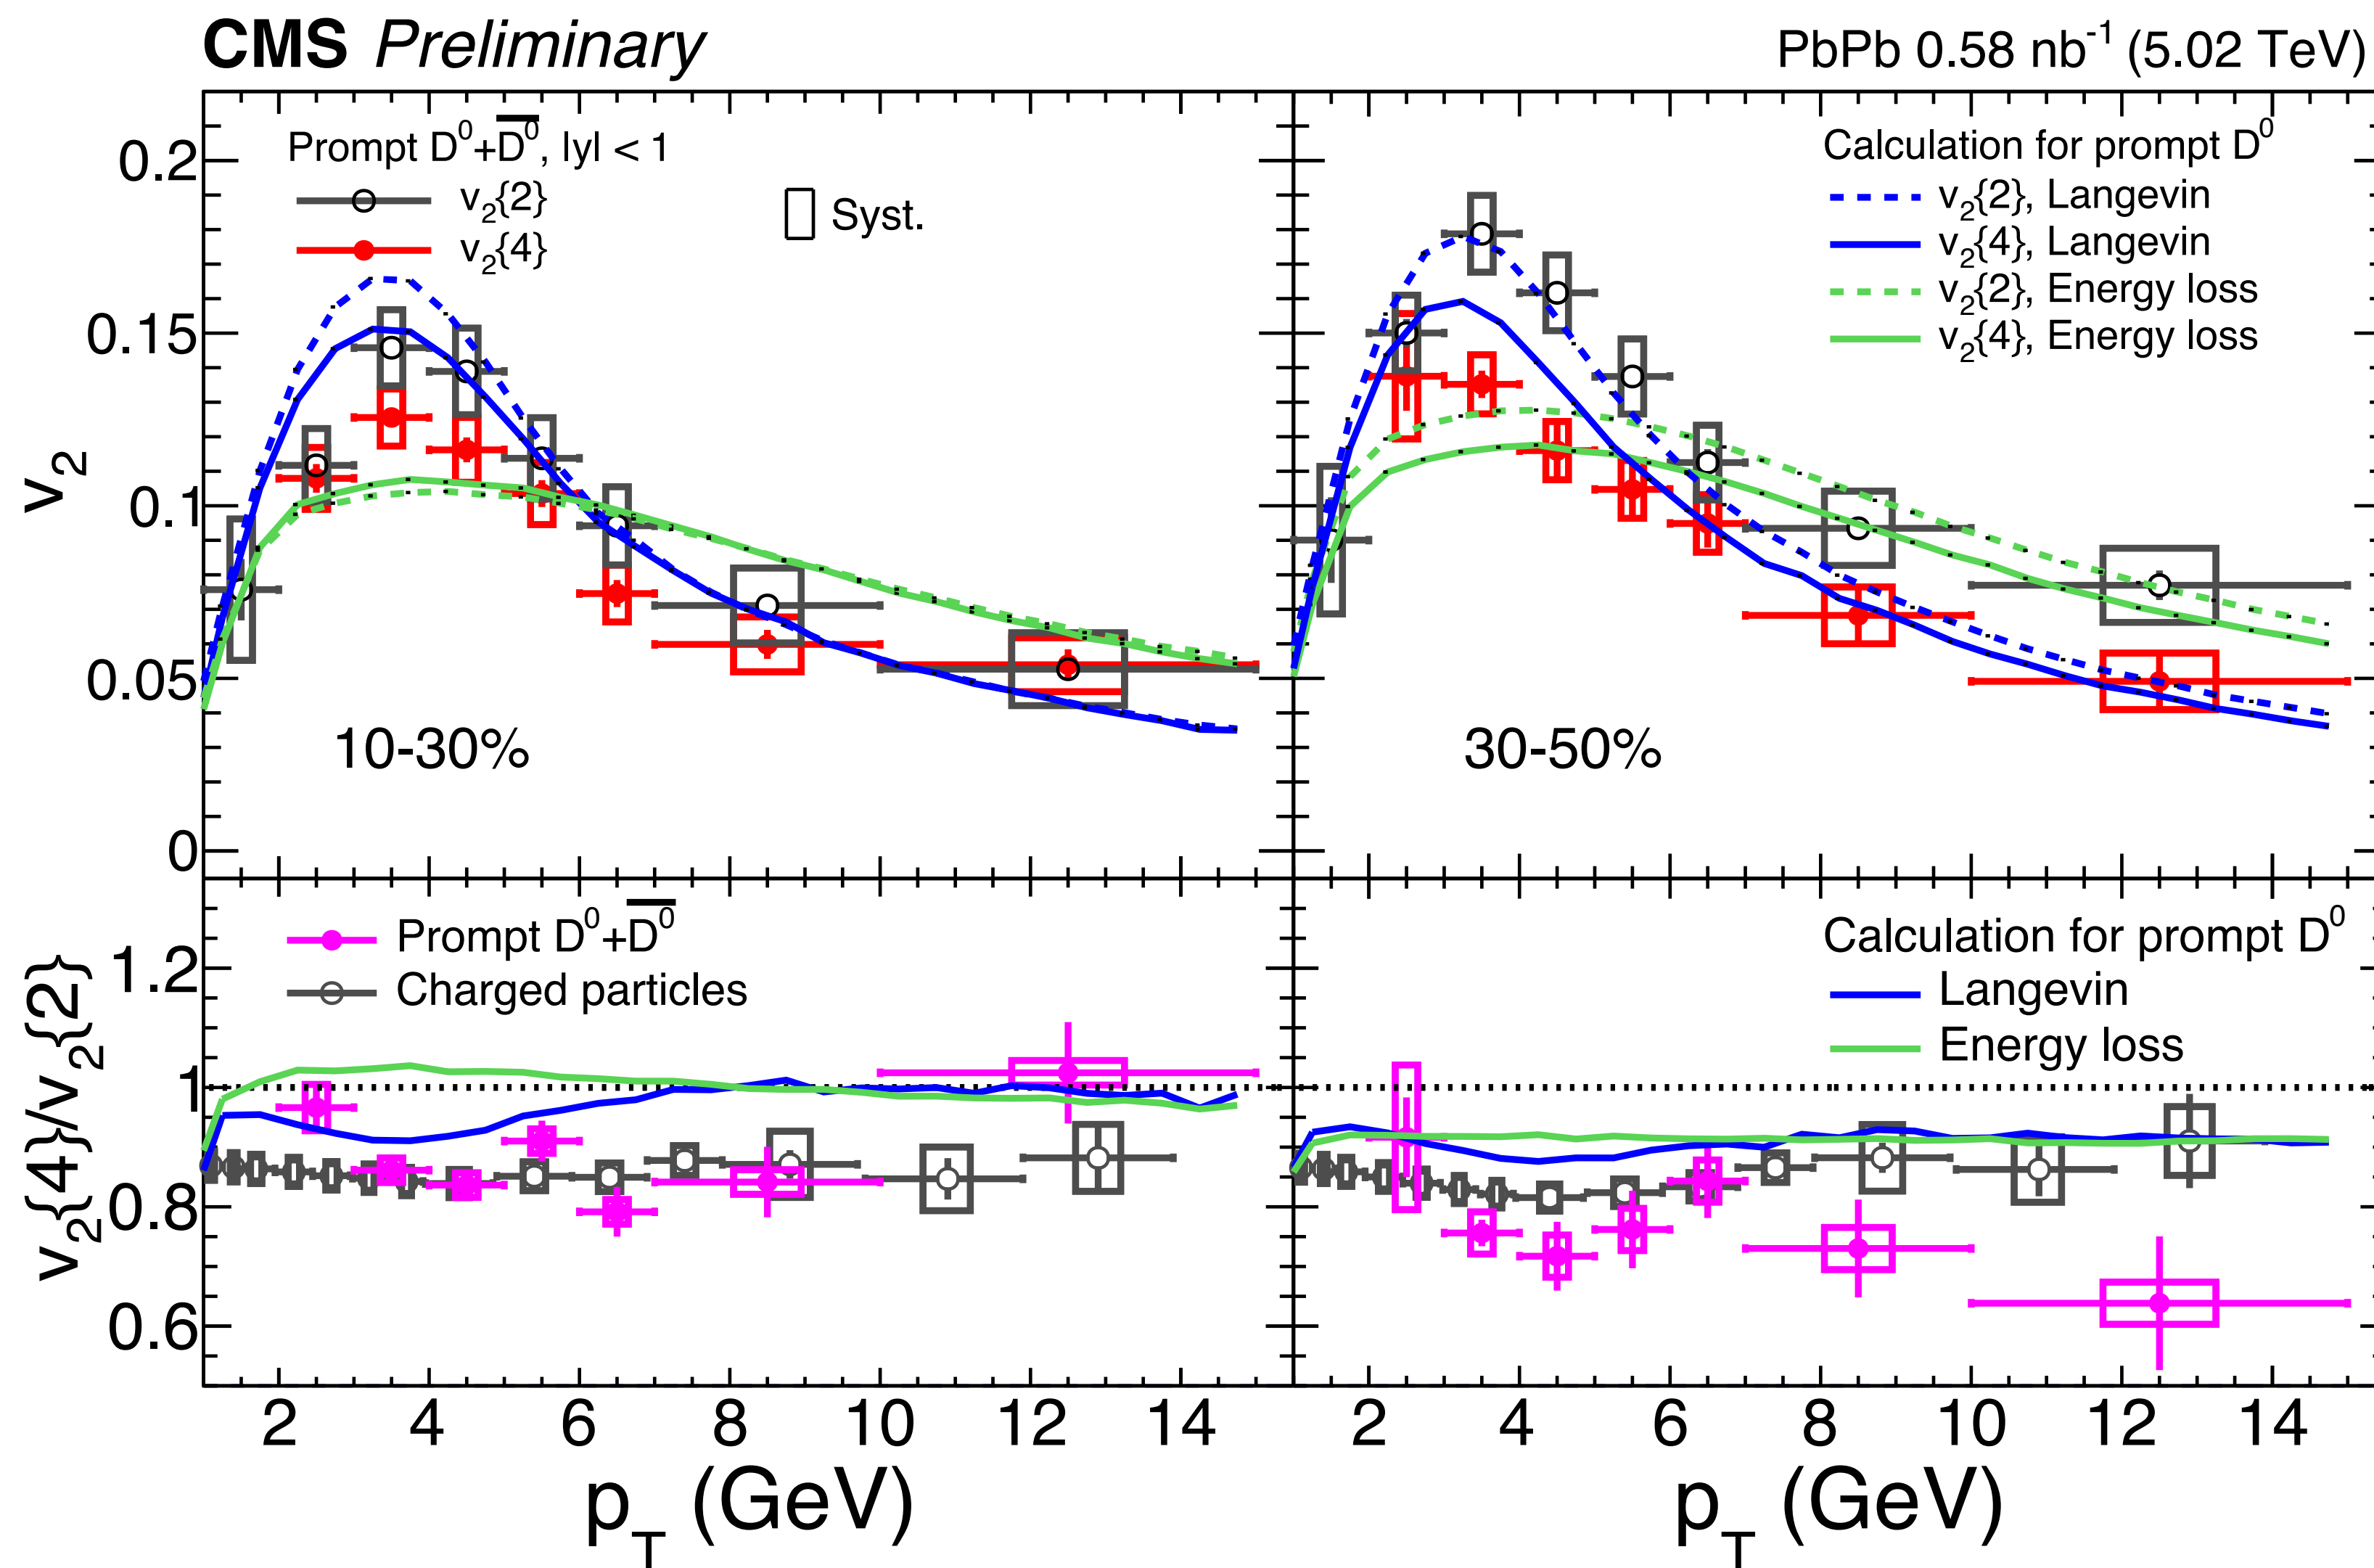 CMS Preliminary
PbPb 0.58 nb⁻¹ (5.02 TeV)
Prompt D⁰+D̅⁰, |y| < 1
v₂{2}
v₂{4}
Syst.
10-30%
v₂
0.2
0.15
0.1
0.05
0
Calculation for prompt D⁰
v₂{2}, Langevin
v₂{4}, Langevin
v₂{2}, Energy loss
v₂{4}, Energy loss
30-50%
Prompt D⁰+D̅⁰
Charged particles
v₂{4}/v₂{2}
1.2
1
0.8
0.6
Calculation for prompt D⁰
Langevin
Energy loss
2 4 6 8 10 12 14
2 4 6 8 10 12 14
p_T (GeV)
p_T (GeV)